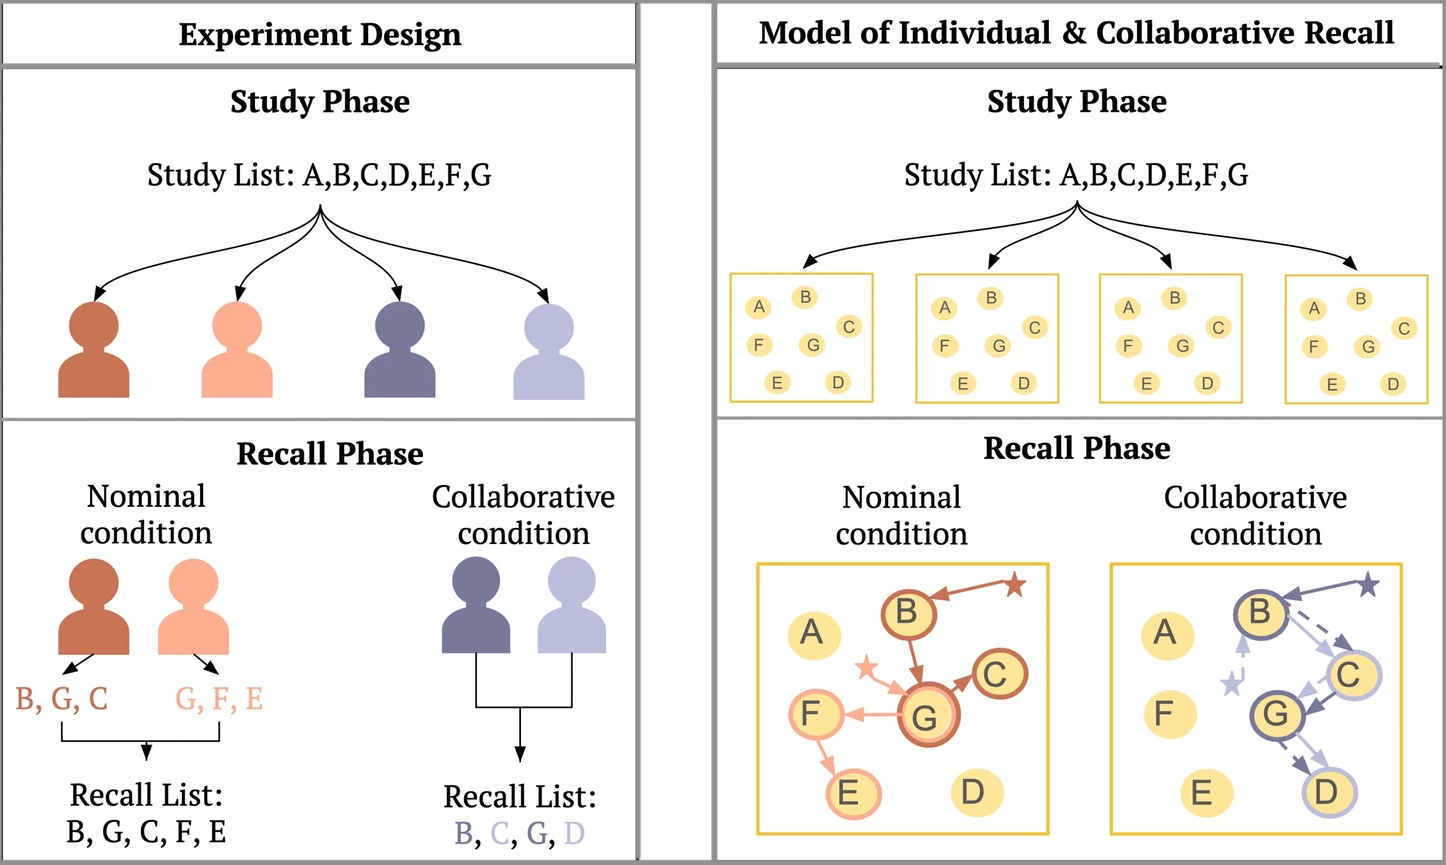 Experiment Design
Study Phase
Study List: A,B,C,D,E,F,G
Recall Phase
Nominal
condition
Collaborative
condition
B, G, C
G, F, E
Recall List:
B, G, C, F, E
Recall List:
B, C, G, D
Model of Individual & Collaborative Recall
Study Phase
Study List: A,B,C,D,E,F,G
A
B
C
F
G
E
D
A
B
C
F
G
E
D
A
B
C
F
G
E
D
A
B
C
F
G
E
D
Recall Phase
Nominal
condition
Collaborative
condition
B
A
C
F
G
E
D
B
A
C
F
G
E
D